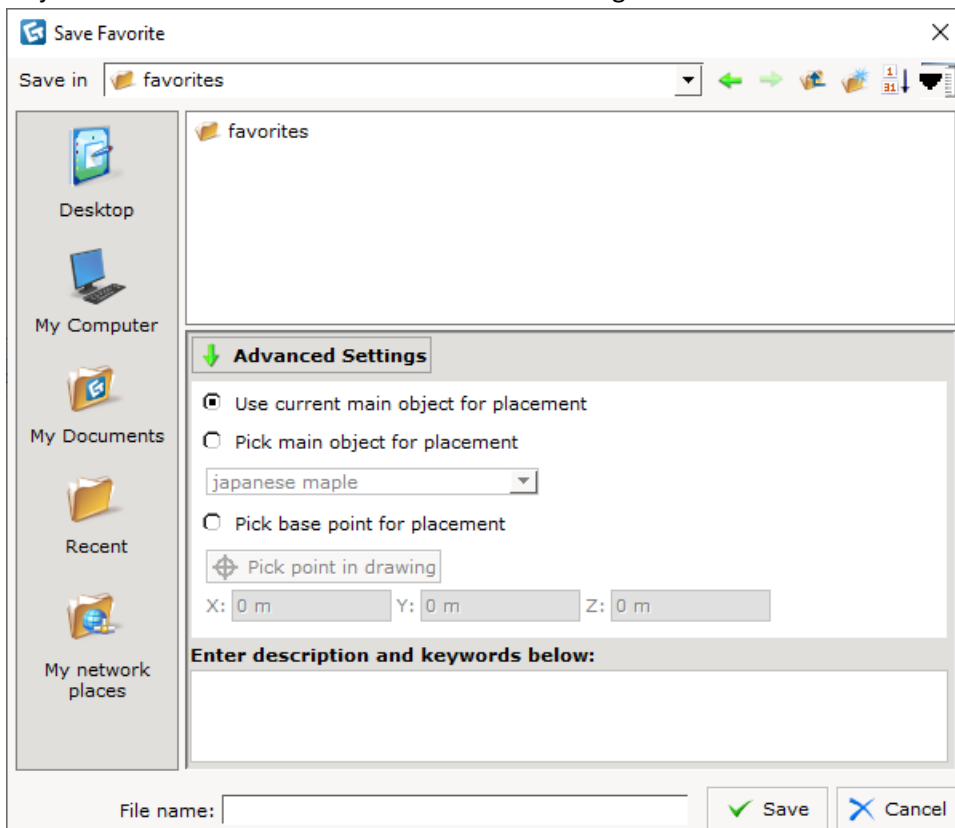 Save Favorite
Save in favorites
1
31
favorites
Desktop
My Computer
My Documents
Recent
My network
places
Advanced Settings
Use current main object for placement
Pick main object for placement
japanese maple
Pick base point for placement
Pick point in drawing
X: 0 m Y: 0 m Z: 0 m
Enter description and keywords below:
File name: Save Cancel